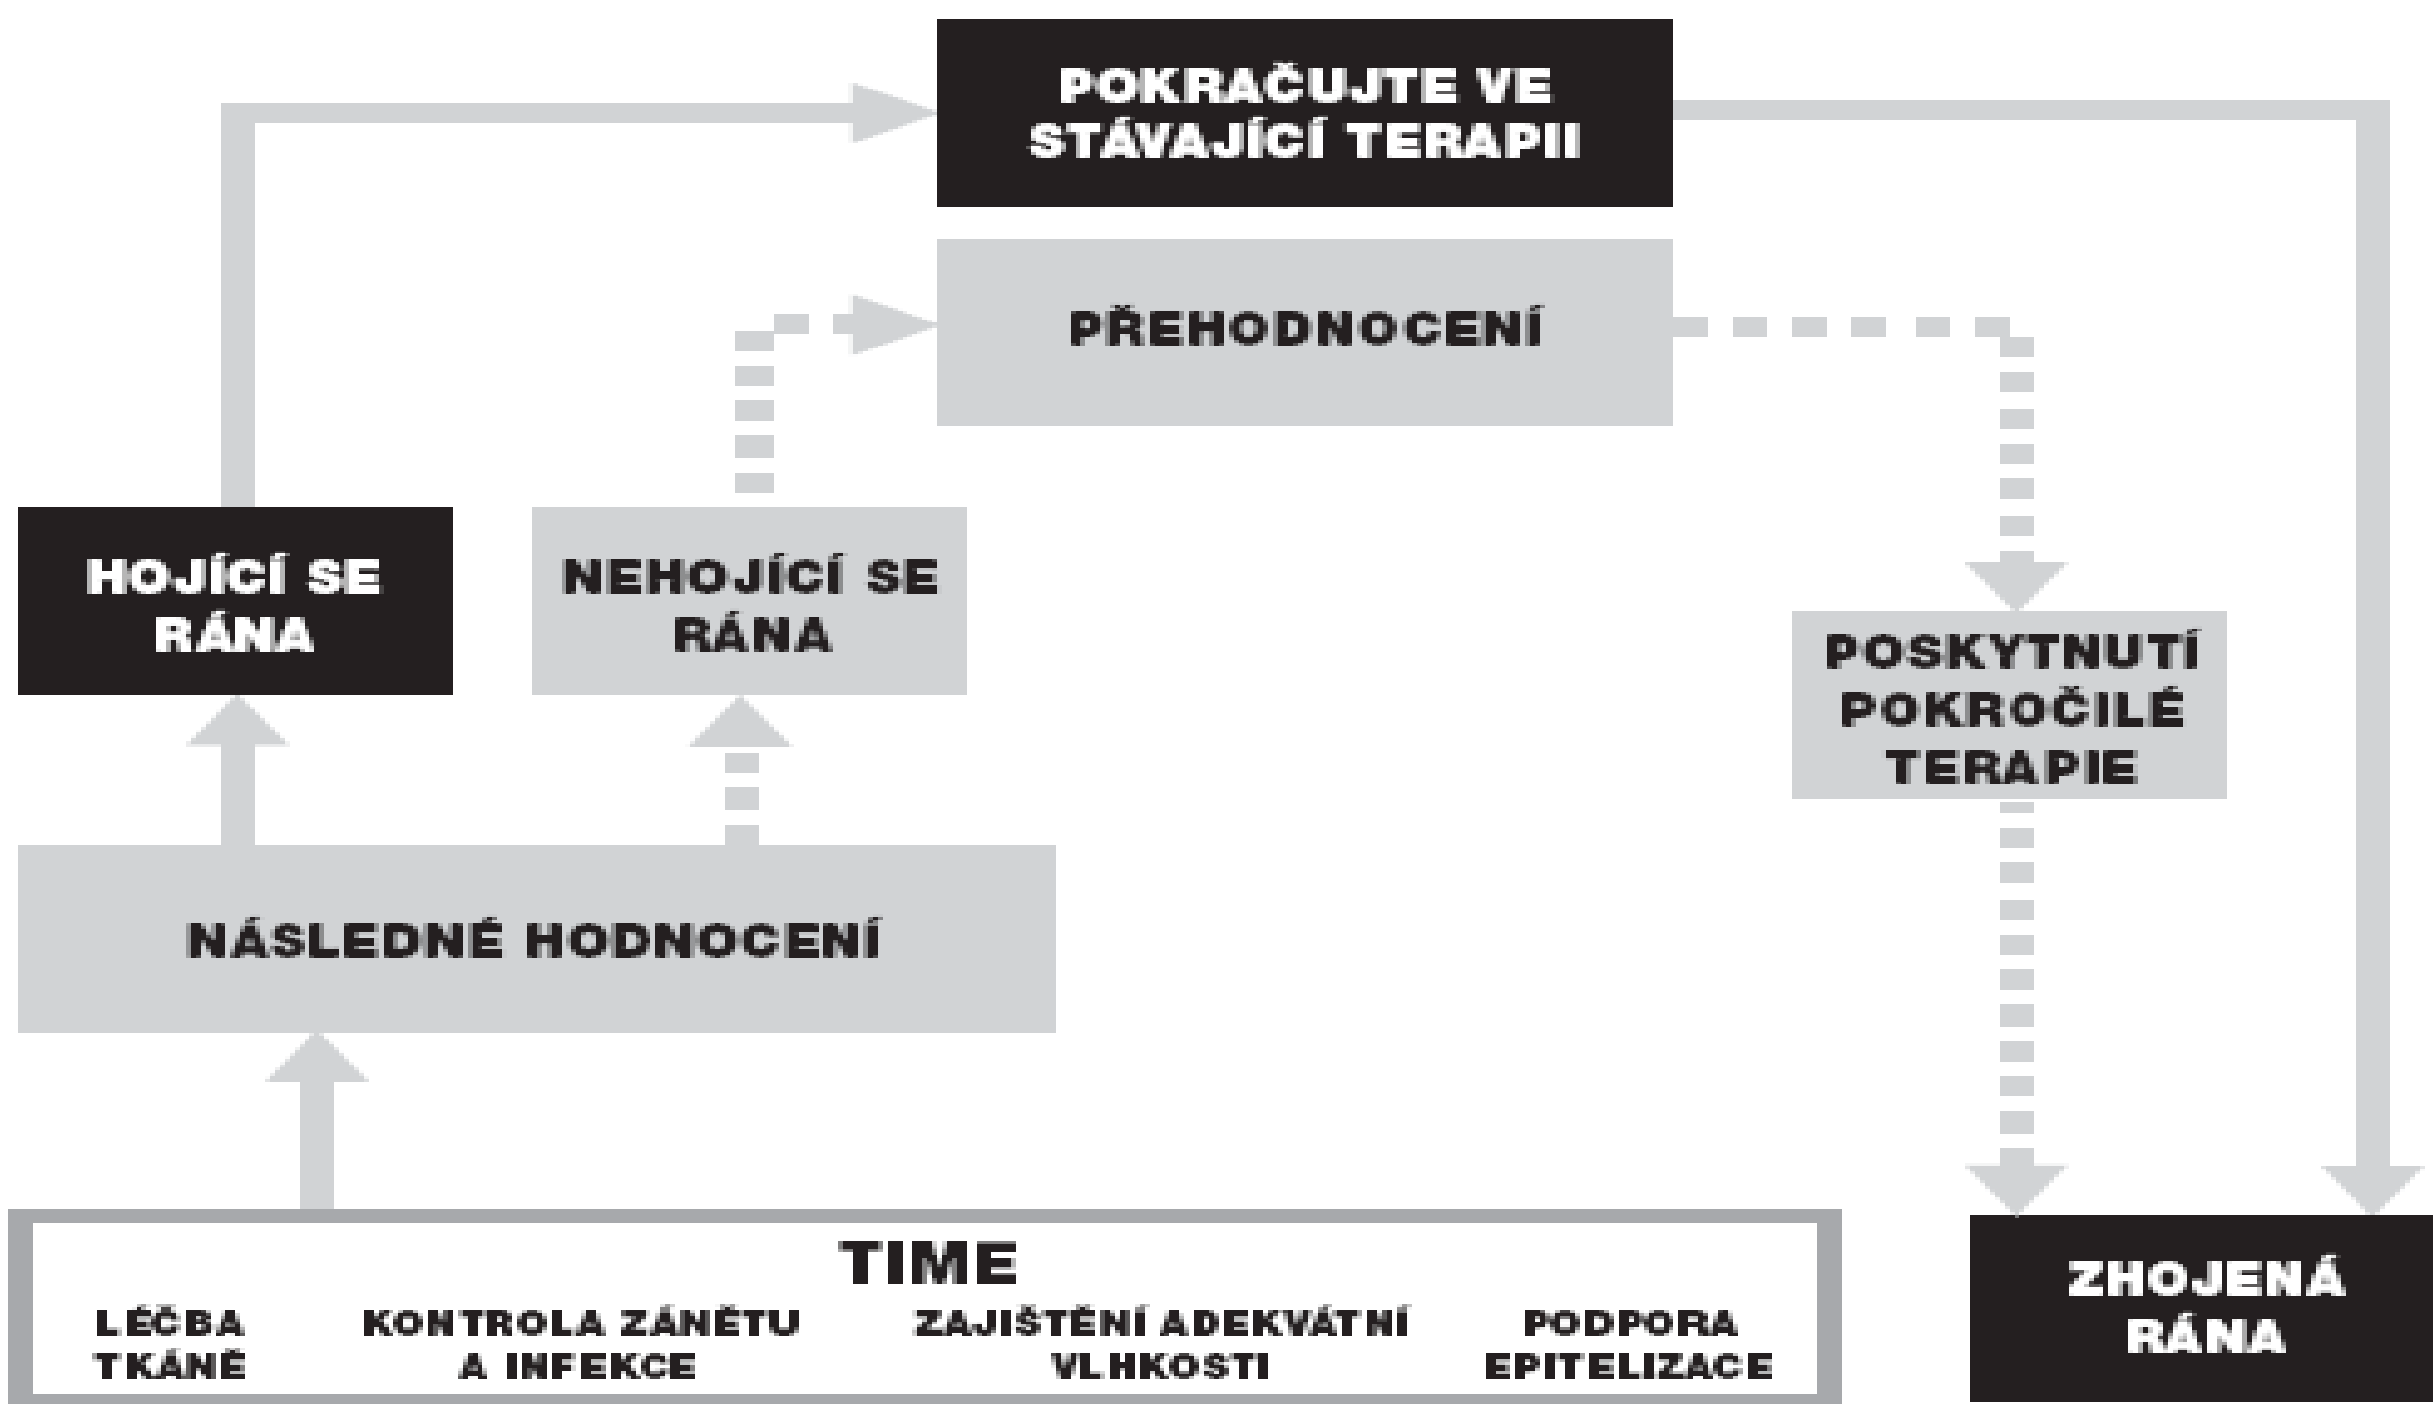 POKRAČUJTE VE
STÁVAJÍCÍ TERAPII
PŘEHODNOCENÍ
HOJÍCÍ SE
RÁNA
NEHOJÍCÍ SE
RÁNA
POSKYTNUTÍ
POKROČILÉ
TERAPIE
NÁSLEDNÉ HODNOCENÍ
TIME
LÉČBA
TKÁNĚ
KONTROLA ZÁNĚTU
A INFEKCE
ZAJIŠTĚNÍ ADEKVÁTNÍ
VLHKOSTI
PODPORA
EPITELIZACE
ZHOJENÁ
RÁNA